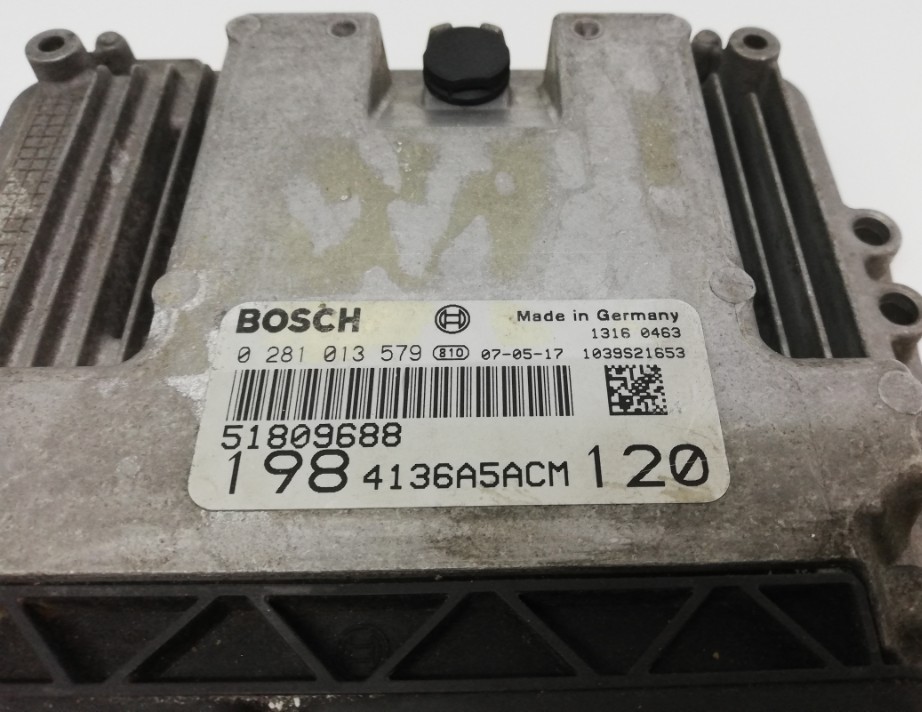 BOSCH Made in Germany
1316 0463
0 281 013 579 810 07-05-17 1039S21653
51809688
198 4136A5ACM 120